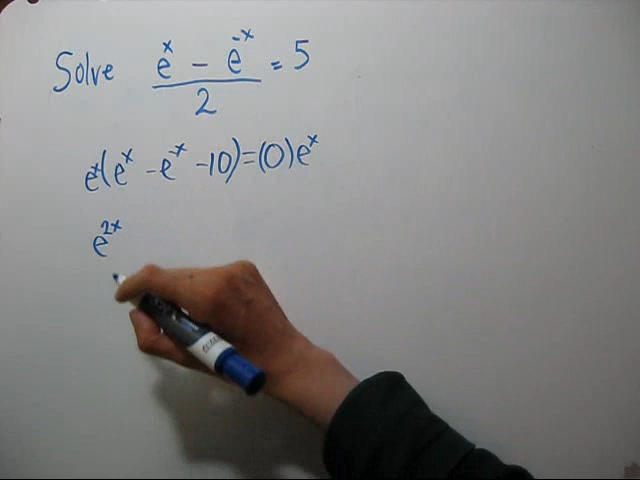 Solve (e^x - e^-x)/2 = 5
e^x(e^x - e^-x - 10) = (0)e^x
e^2x